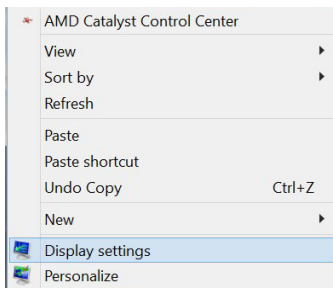 AMD Catalyst Control Center
View
Sort by
Refresh
Paste
Paste shortcut
Undo Copy Ctrl+Z
New
Display settings
Personalize